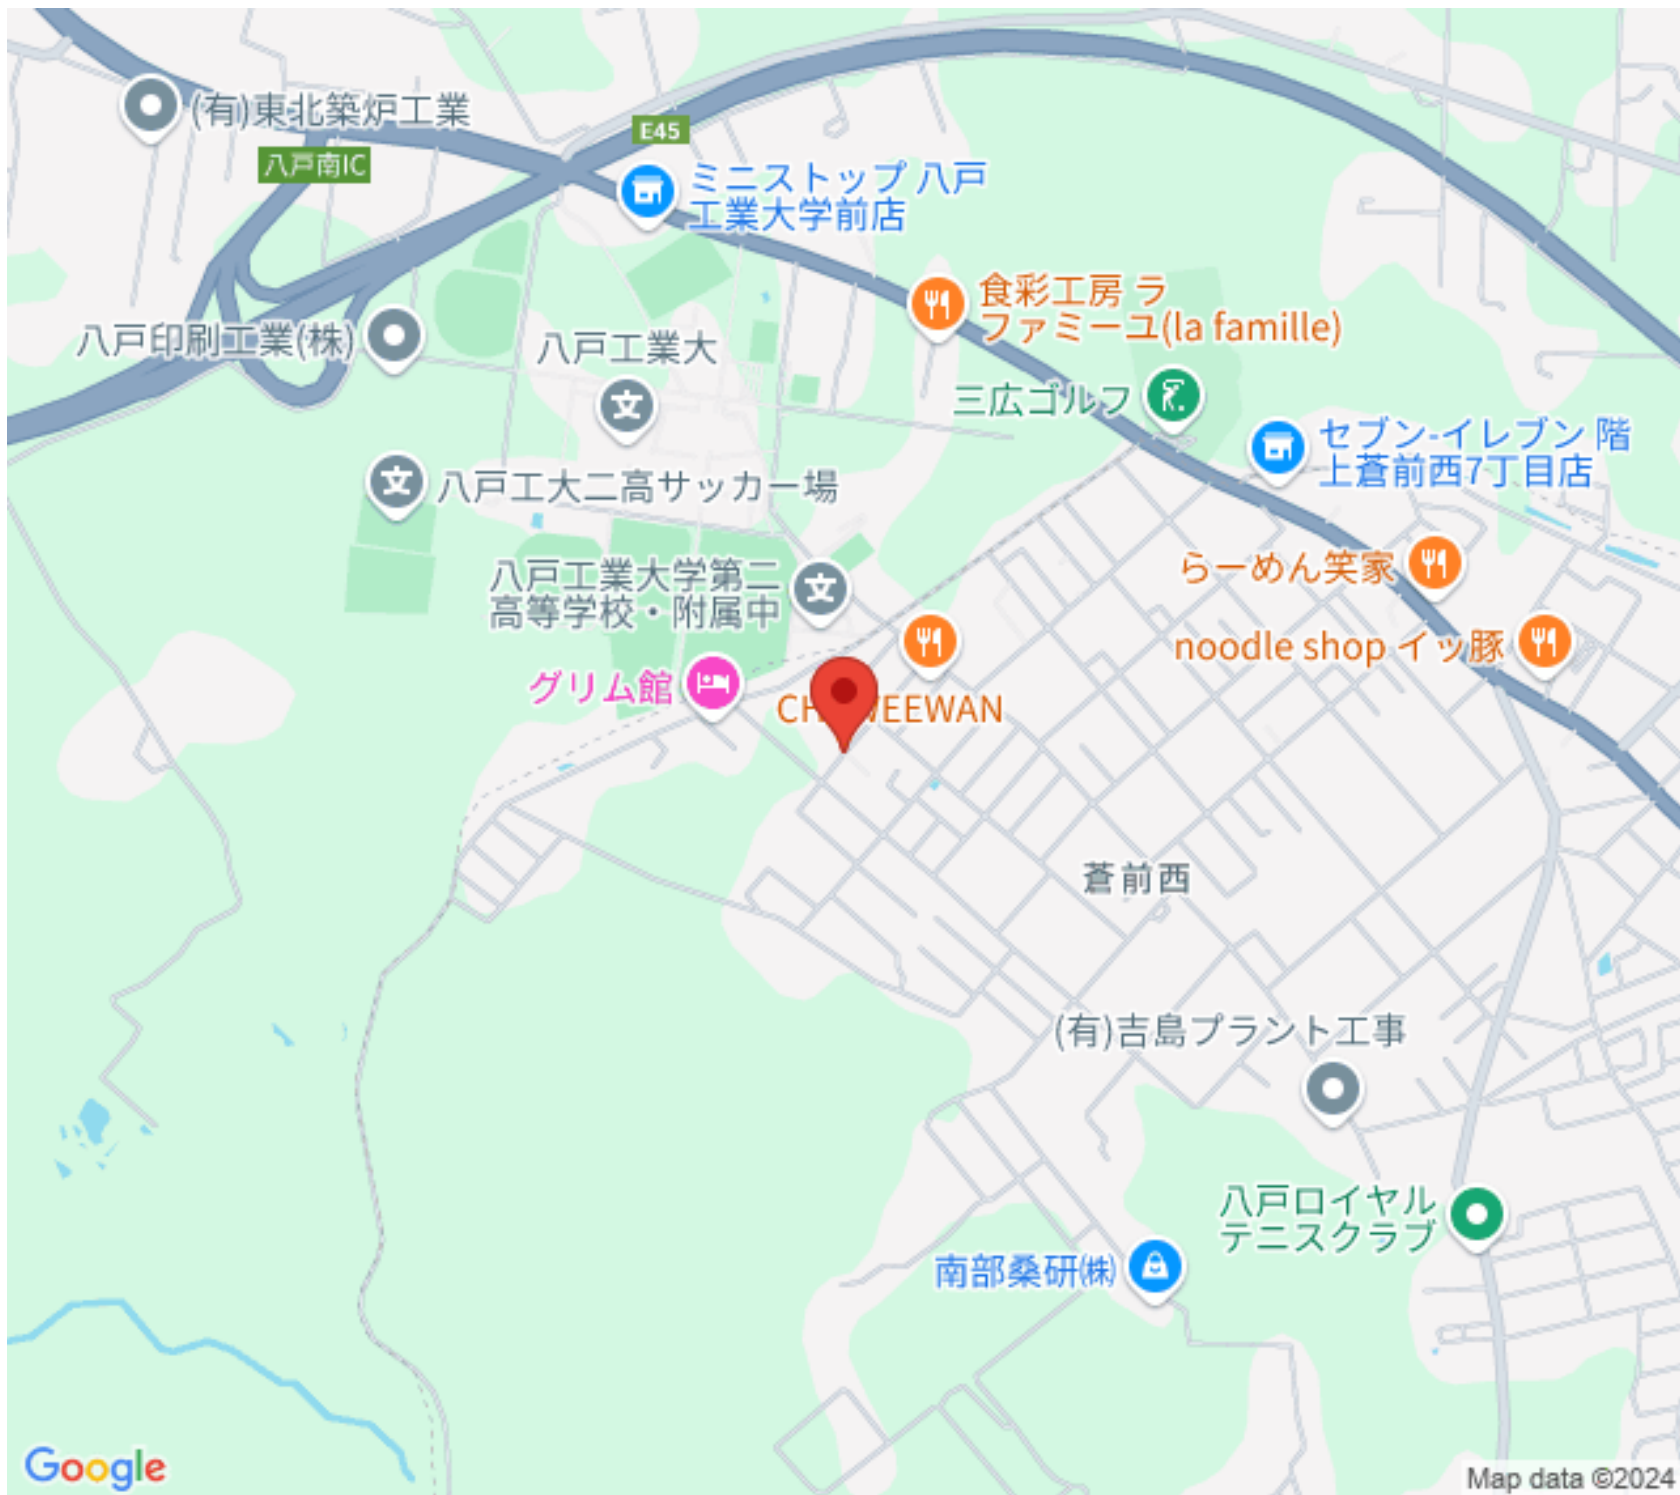 (有)東北築炉工業
E45
八戸南IC
ミニストップ 八戸
工業大学前店
食彩工房 ラ
ファミーユ(la famille)
八戸印刷工業(株)
八戸工業大
三広ゴルフ
セブン-イレブン 階
上蒼前西7丁目店
八戸工大二高サッカー場
八戸工業大学第二
高等学校・附属中
らーめん笑家
noodle shop イッ豚
グリム館
蒼前西
(有)吉島プラント工事
八戸ロイヤル
テニスクラブ
南部桑研㈱
Google
Map data ©2024